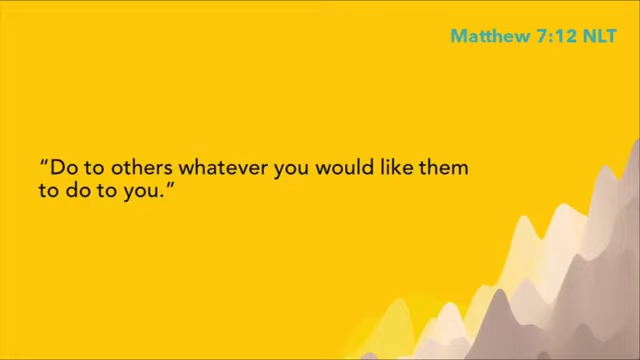 Matthew 7:12 NLT
“Do to others whatever you would like them
to do to you.”